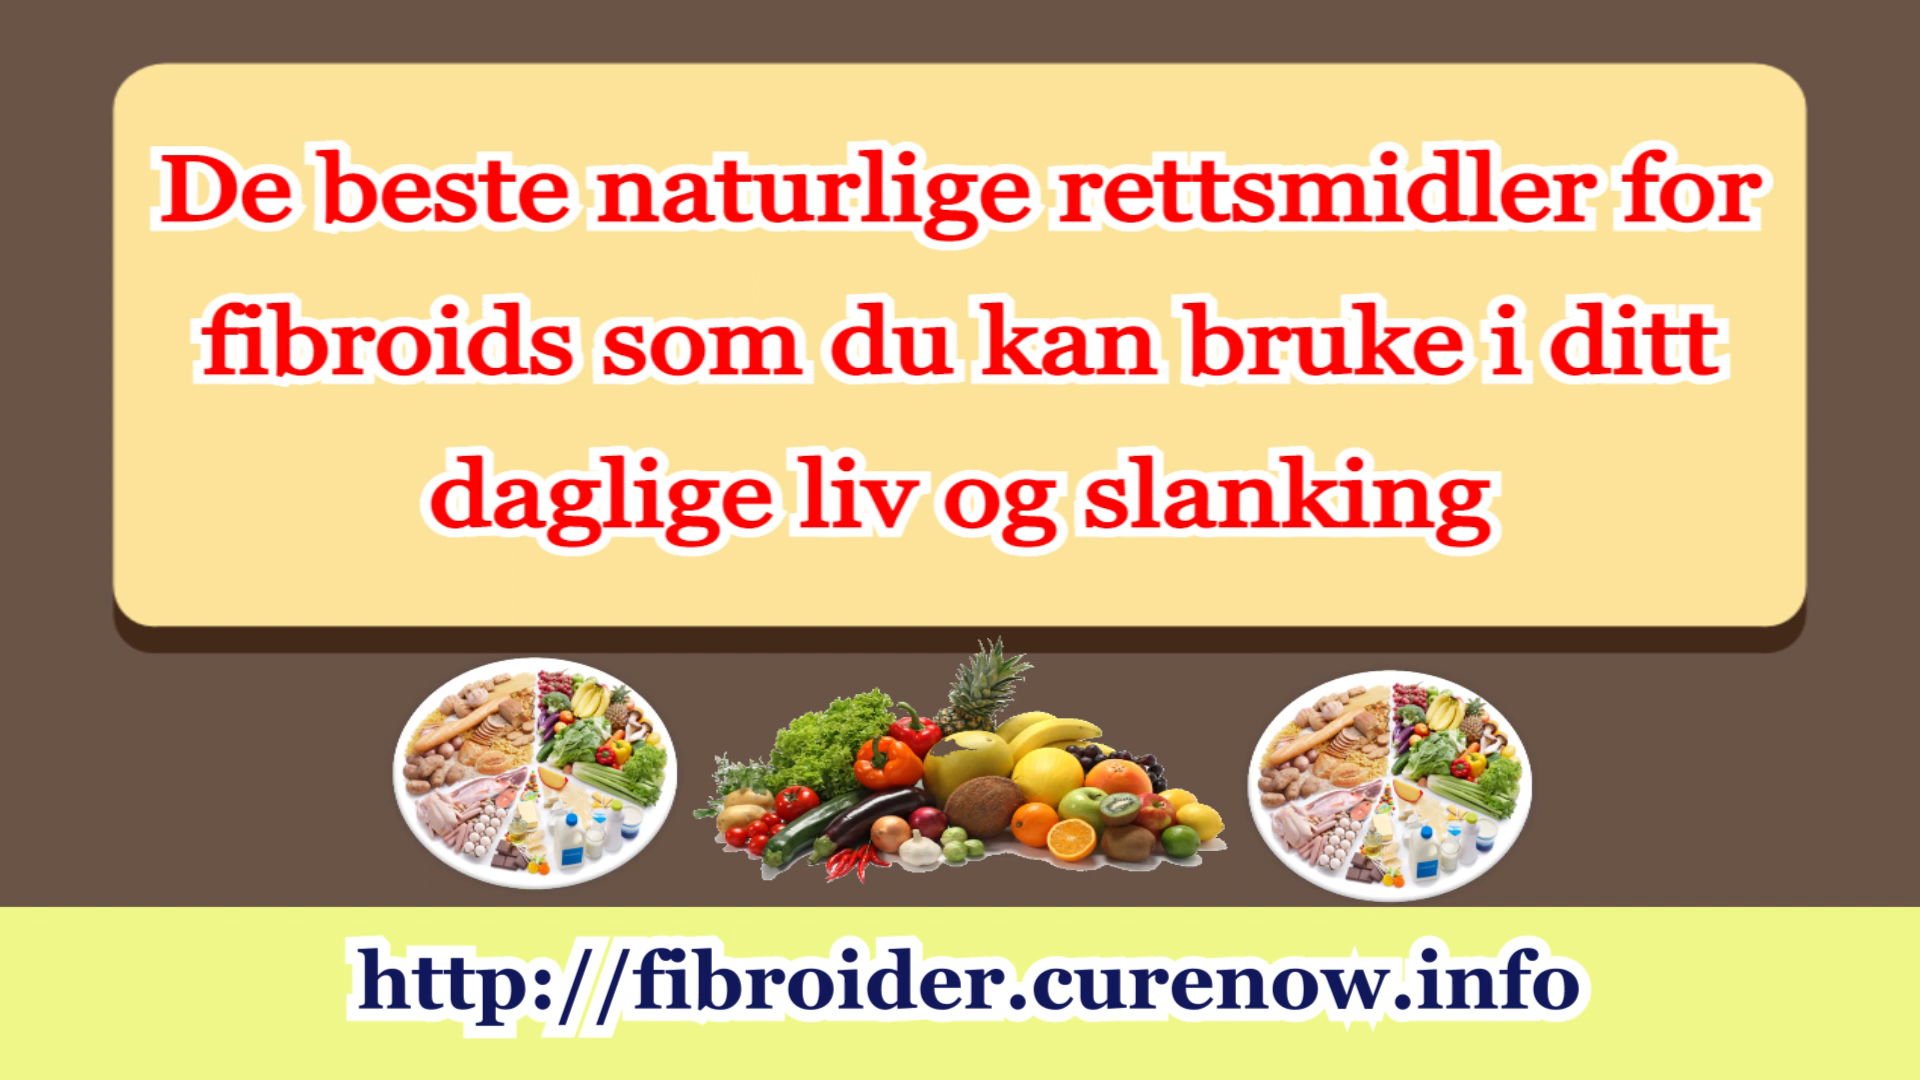 De beste naturlige rettsmidler for
fibroids som du kan bruke i ditt
daglige liv og slanking
http://fibroider.curenow.info